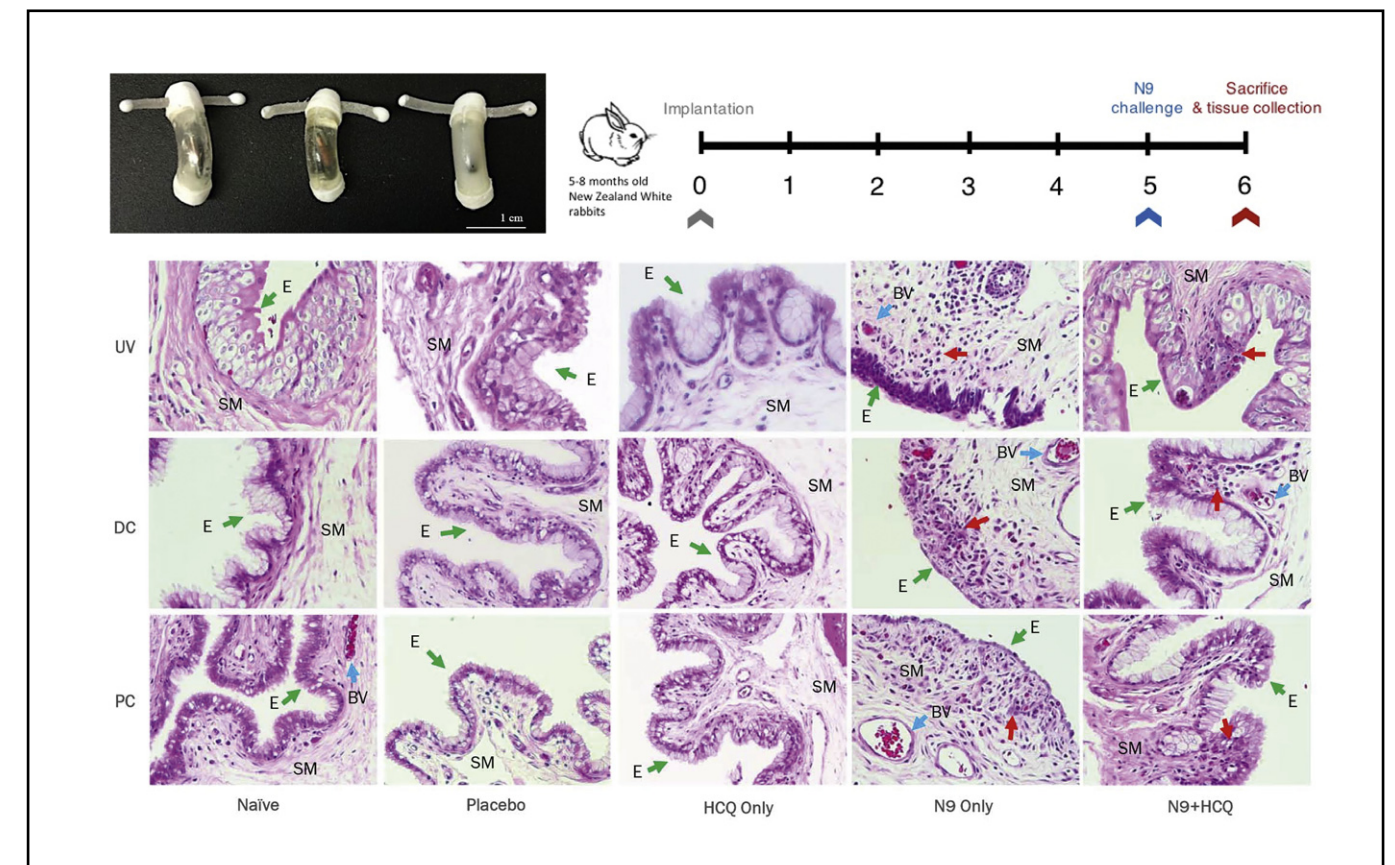 1 cm
5-8 months old
New Zealand White
rabbits
Implantation
N9
challenge
Sacrifice
& tissue collection
0 1 2 3 4 5 6
UV
E
SM
SM
E
E
SM
BV
SM
E
SM
E
DC
E
SM
E
SM
E
SM
BV
SM
E
E
BV
SM
PC
E
BV
SM
E
SM
SM
E
E
SM
BV
E
SM
Naïve
Placebo
HCQ Only
N9 Only
N9+HCQ